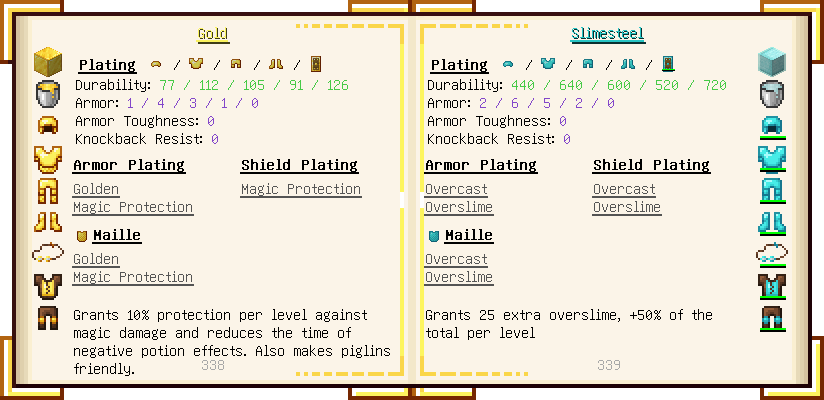 Gold
Plating / / / /
Durability: 77 / 112 / 105 / 91 / 126
Armor: 1 / 4 / 3 / 1 / 0
Armor Toughness: 0
Knockback Resist: 0
Armor Plating
Shield Plating
Golden
Magic Protection
Magic Protection
Maille
Golden
Magic Protection
Grants 10% protection per level against
magic damage and reduces the time of
negative potion effects. Also makes piglins
friendly.
338
Slimesteel
Plating / / / /
Durability: 440 / 640 / 600 / 520 / 720
Armor: 2 / 6 / 5 / 2 / 0
Armor Toughness: 0
Knockback Resist: 0
Armor Plating
Shield Plating
Overcast
Overslime
Overcast
Overslime
Maille
Overcast
Overslime
Grants 25 extra overslime, +50% of the
total per level
339